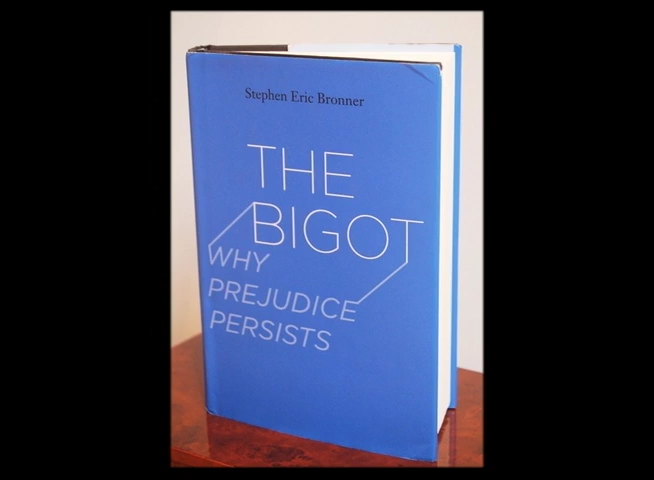 Stephen Eric Bronner
THE
BIGOT
WHY
PREJUDICE
PERSISTS